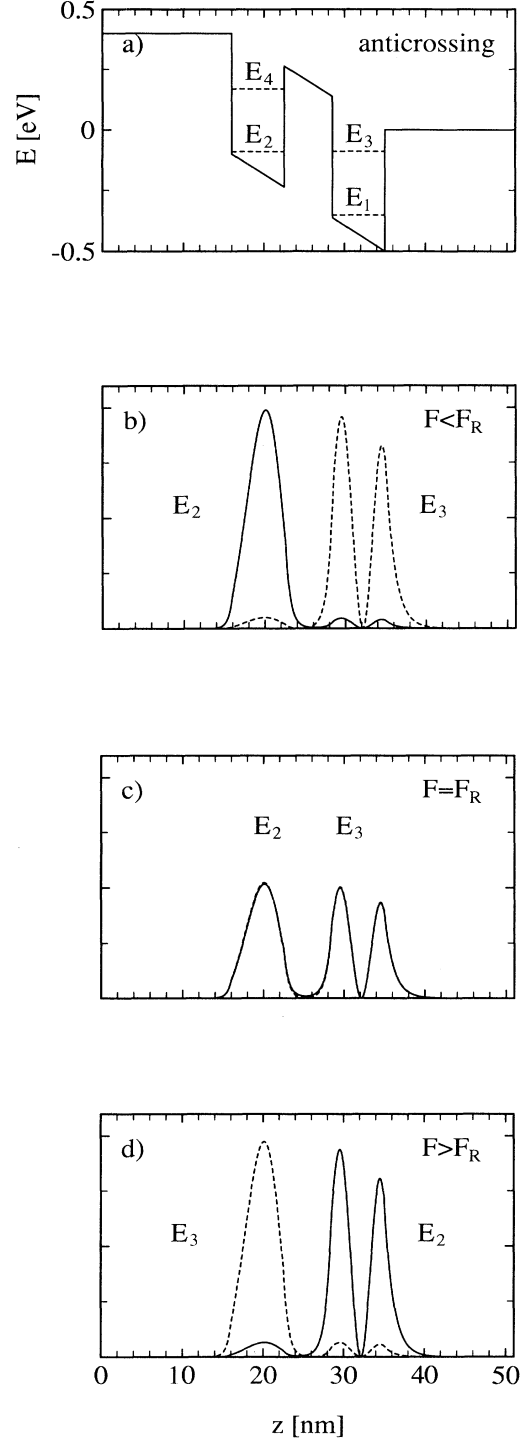 0.5
a)
anticrossing
E4
E [eV]
0
E2
E3
E1
-0.5
b)
F<FR
E2
E3
c)
F=FR
E2
E3
d)
F>FR
E3
E2
0
10
20
30
40
50
z [nm]